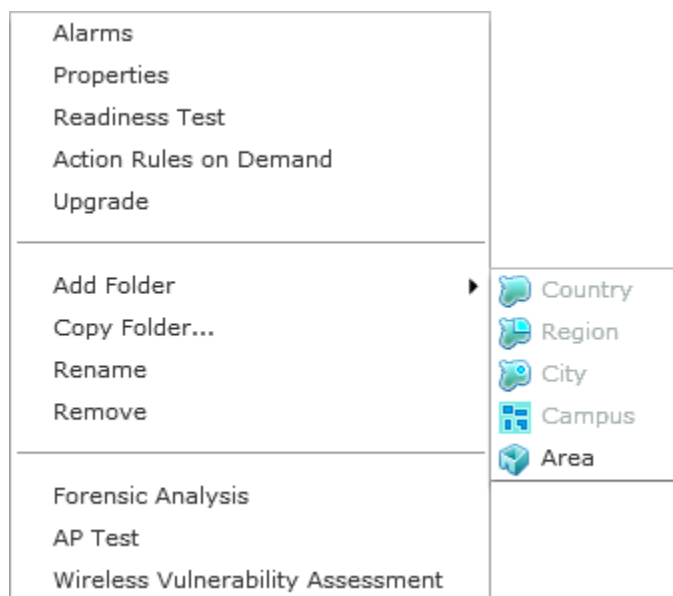 Alarms
Properties
Readiness Test
Action Rules on Demand
Upgrade
Add Folder
Country
Region
City
Campus
Area
Copy Folder...
Rename
Remove
Forensic Analysis
AP Test
Wireless Vulnerability Assessment